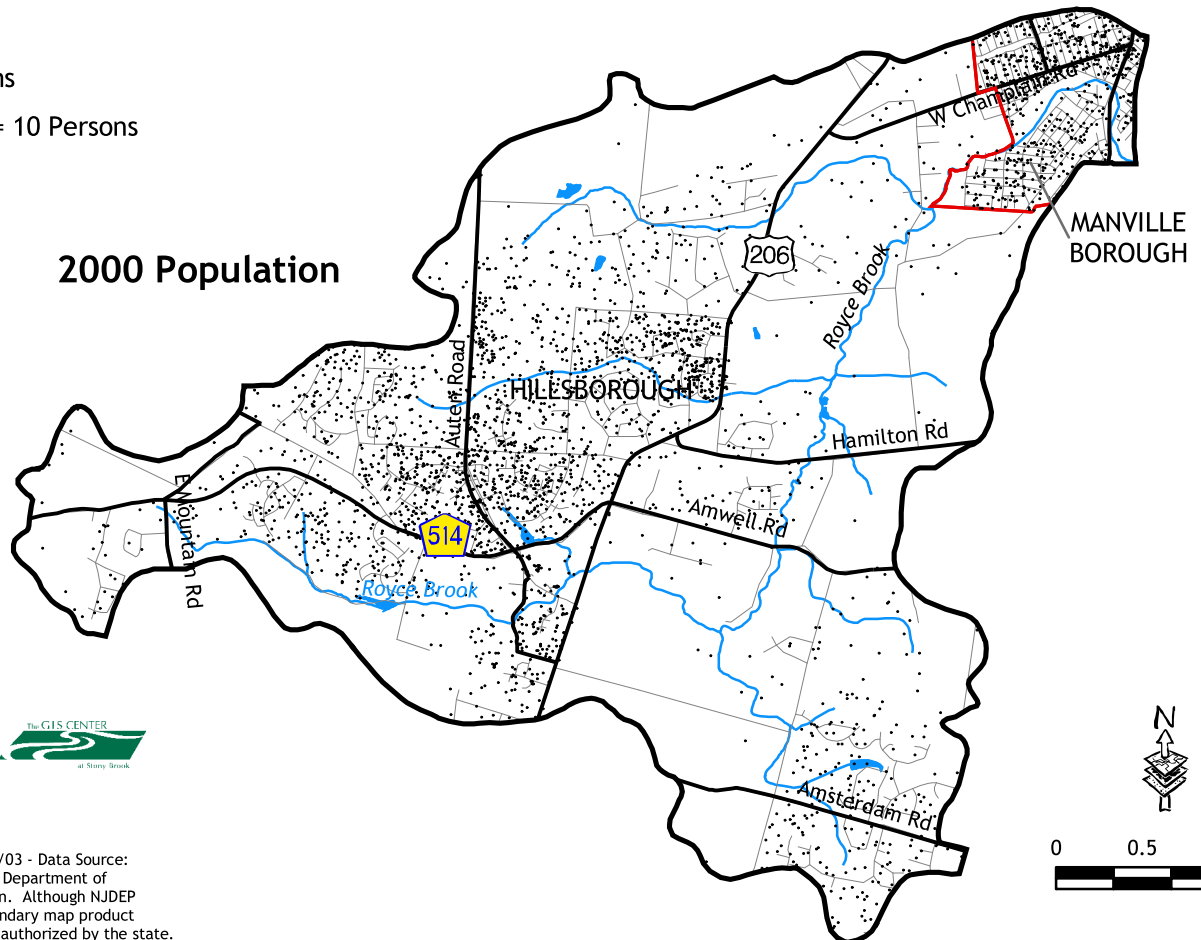 ns
= 10 Persons
W Champlain Rd
MANVILLE
BOROUGH
206
2000 Population
Royce Brook
Auten Road
HILLSBOROUGH
Hamilton Rd
E Mountain Rd
Amwell Rd
514
Royce Brook
The GIS CENTER
at Stony Brook
N
Amsterdam Rd
0 0.5
/03 - Data Source:
Department of
n. Although NJDEP
ndary map product
authorized by the state.